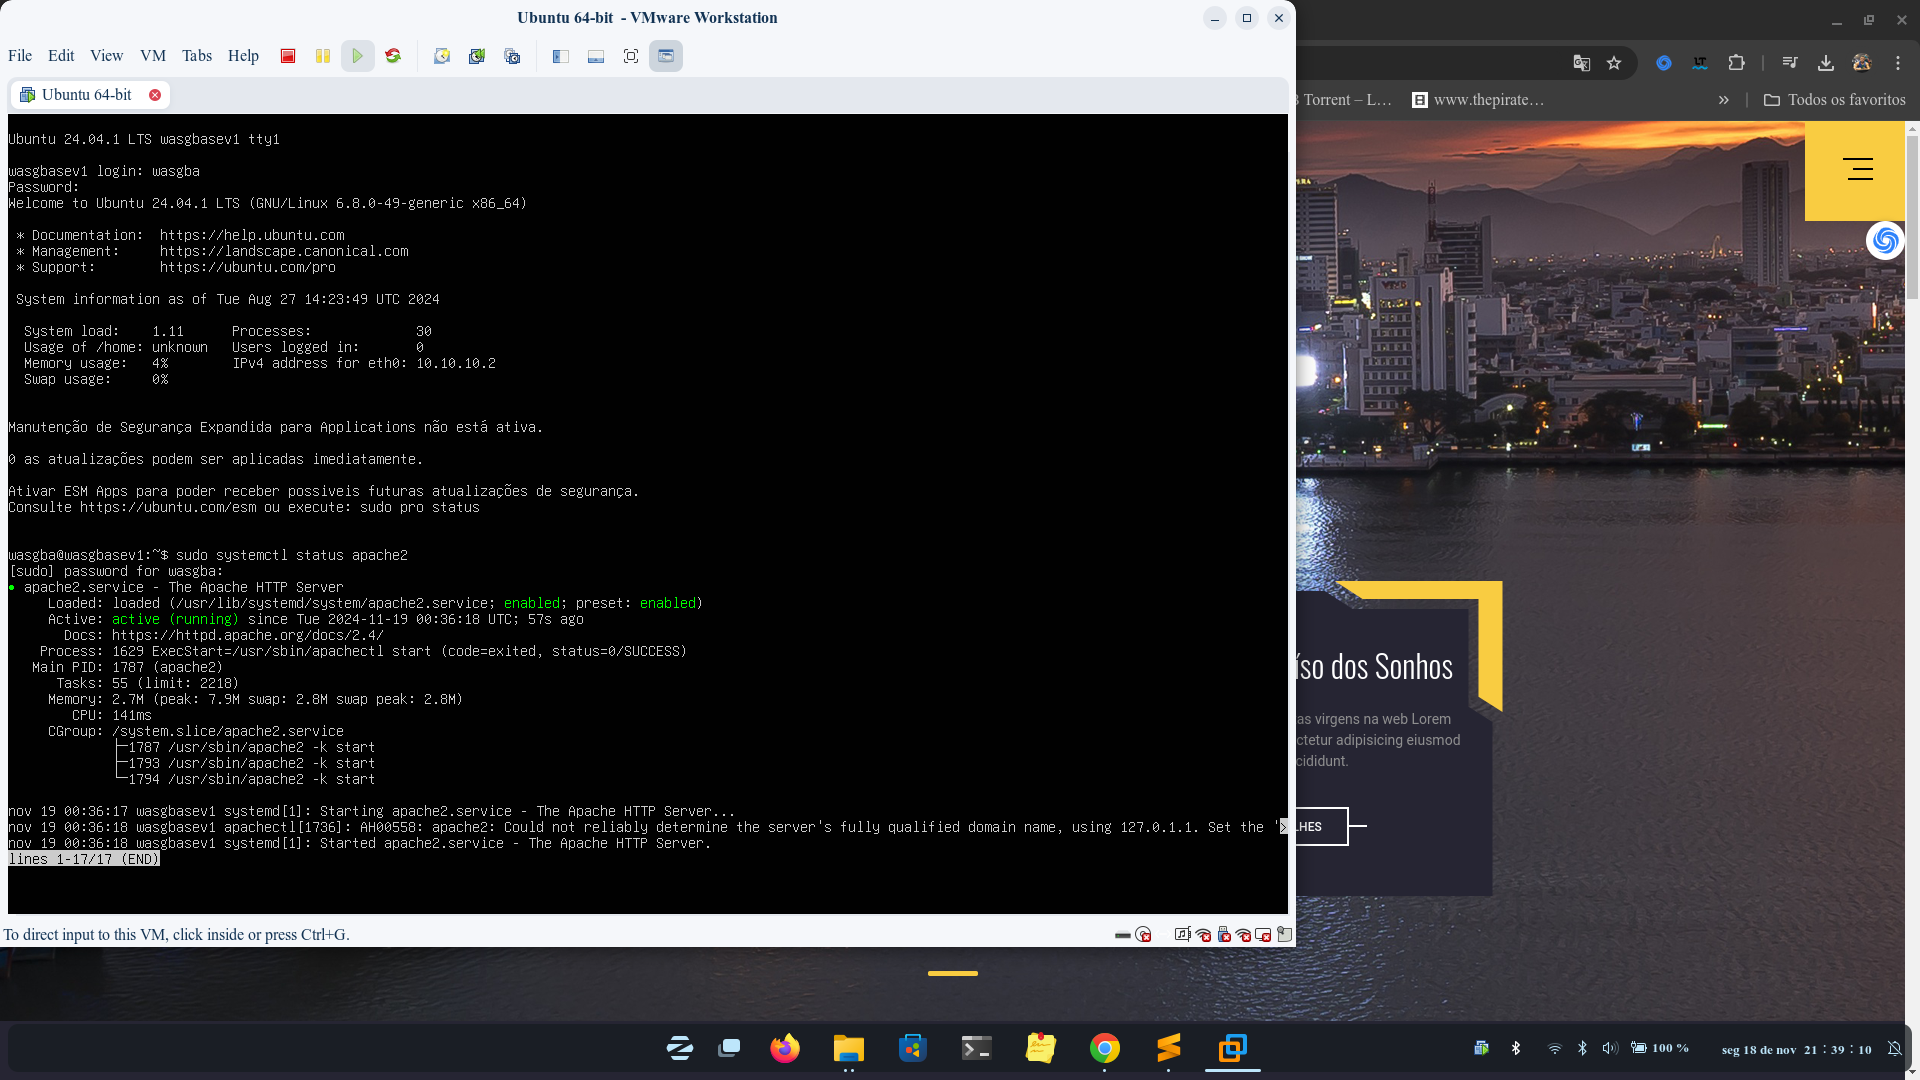 Ubuntu 64-bit - VMware Workstation
File Edit View VM Tabs Help
Ubuntu 64-bit
Ubuntu 24.04.1 LTS wasgbasev1 tty1
wasgbasev1 login: wasgba
Password:
Welcome to Ubuntu 24.04.1 LTS (GNU/Linux 6.8.0-49-generic x86_64)
* Documentation: https://help.ubuntu.com
* Management: https://landscape.canonical.com
* Support: https://ubuntu.com/pro
System information as of Tue Aug 27 14:23:49 UTC 2024
System load: 1.11 Processes: 30
Usage of /home: unknown Users logged in: 0
Memory usage: 4% IPv4 address for eth0: 10.10.10.2
Swap usage: 0%
Manutenção de Segurança Expandida para Applications não está ativa.
0 as atualizações podem ser aplicadas imediatamente.
Ativar ESM Apps para poder receber possiveis futuras atualizações de segurança.
Consulte https://ubuntu.com/esm ou execute: sudo pro status
wasgba@wasgbasev1:~$ sudo systemctl status apache2
[sudo] password for wasgba:
● apache2.service - The Apache HTTP Server
Loaded: loaded (/usr/lib/systemd/system/apache2.service; enabled; preset: enabled)
Active: active (running) since Tue 2024-11-19 00:36:18 UTC; 57s ago
Docs: https://httpd.apache.org/docs/2.4/
Process: 1629 ExecStart=/usr/sbin/apachectl start (code=exited, status=0/SUCCESS)
Main PID: 1787 (apache2)
Tasks: 55 (limit: 2218)
Memory: 2.7M (peak: 7.9M swap: 2.8M swap peak: 2.8M)
CPU: 141ms
CGroup: /system.slice/apache2.service
├─1787 /usr/sbin/apache2 -k start
├─1793 /usr/sbin/apache2 -k start
└─1794 /usr/sbin/apache2 -k start
nov 19 00:36:17 wasgbasev1 systemd[1]: Starting apache2.service - The Apache HTTP Server...
nov 19 00:36:18 wasgbasev1 apachectl[1736]: AH00558: apache2: Could not reliably determine the server's fully qualified domain name, using 127.0.1.1. Set the '>
nov 19 00:36:18 wasgbasev1 systemd[1]: Started apache2.service - The Apache HTTP Server.
lines 1-17/17 (END)
To direct input to this VM, click inside or press Ctrl+G.
Torrent – L…
www.thepirate…
» Todos os favoritos
íso dos Sonhos
as virgens na web Lorem
ctetur adipisicing eiusmod
cididunt.
LHES
100 %
seg 18 de nov 21 : 39 : 10